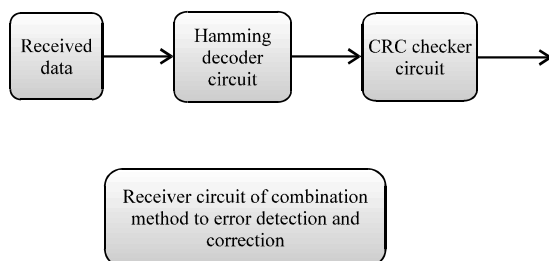 Received
data
Hamming
decoder
circuit
CRC checker
circuit
Receiver circuit of combination
method to error detection and
correction